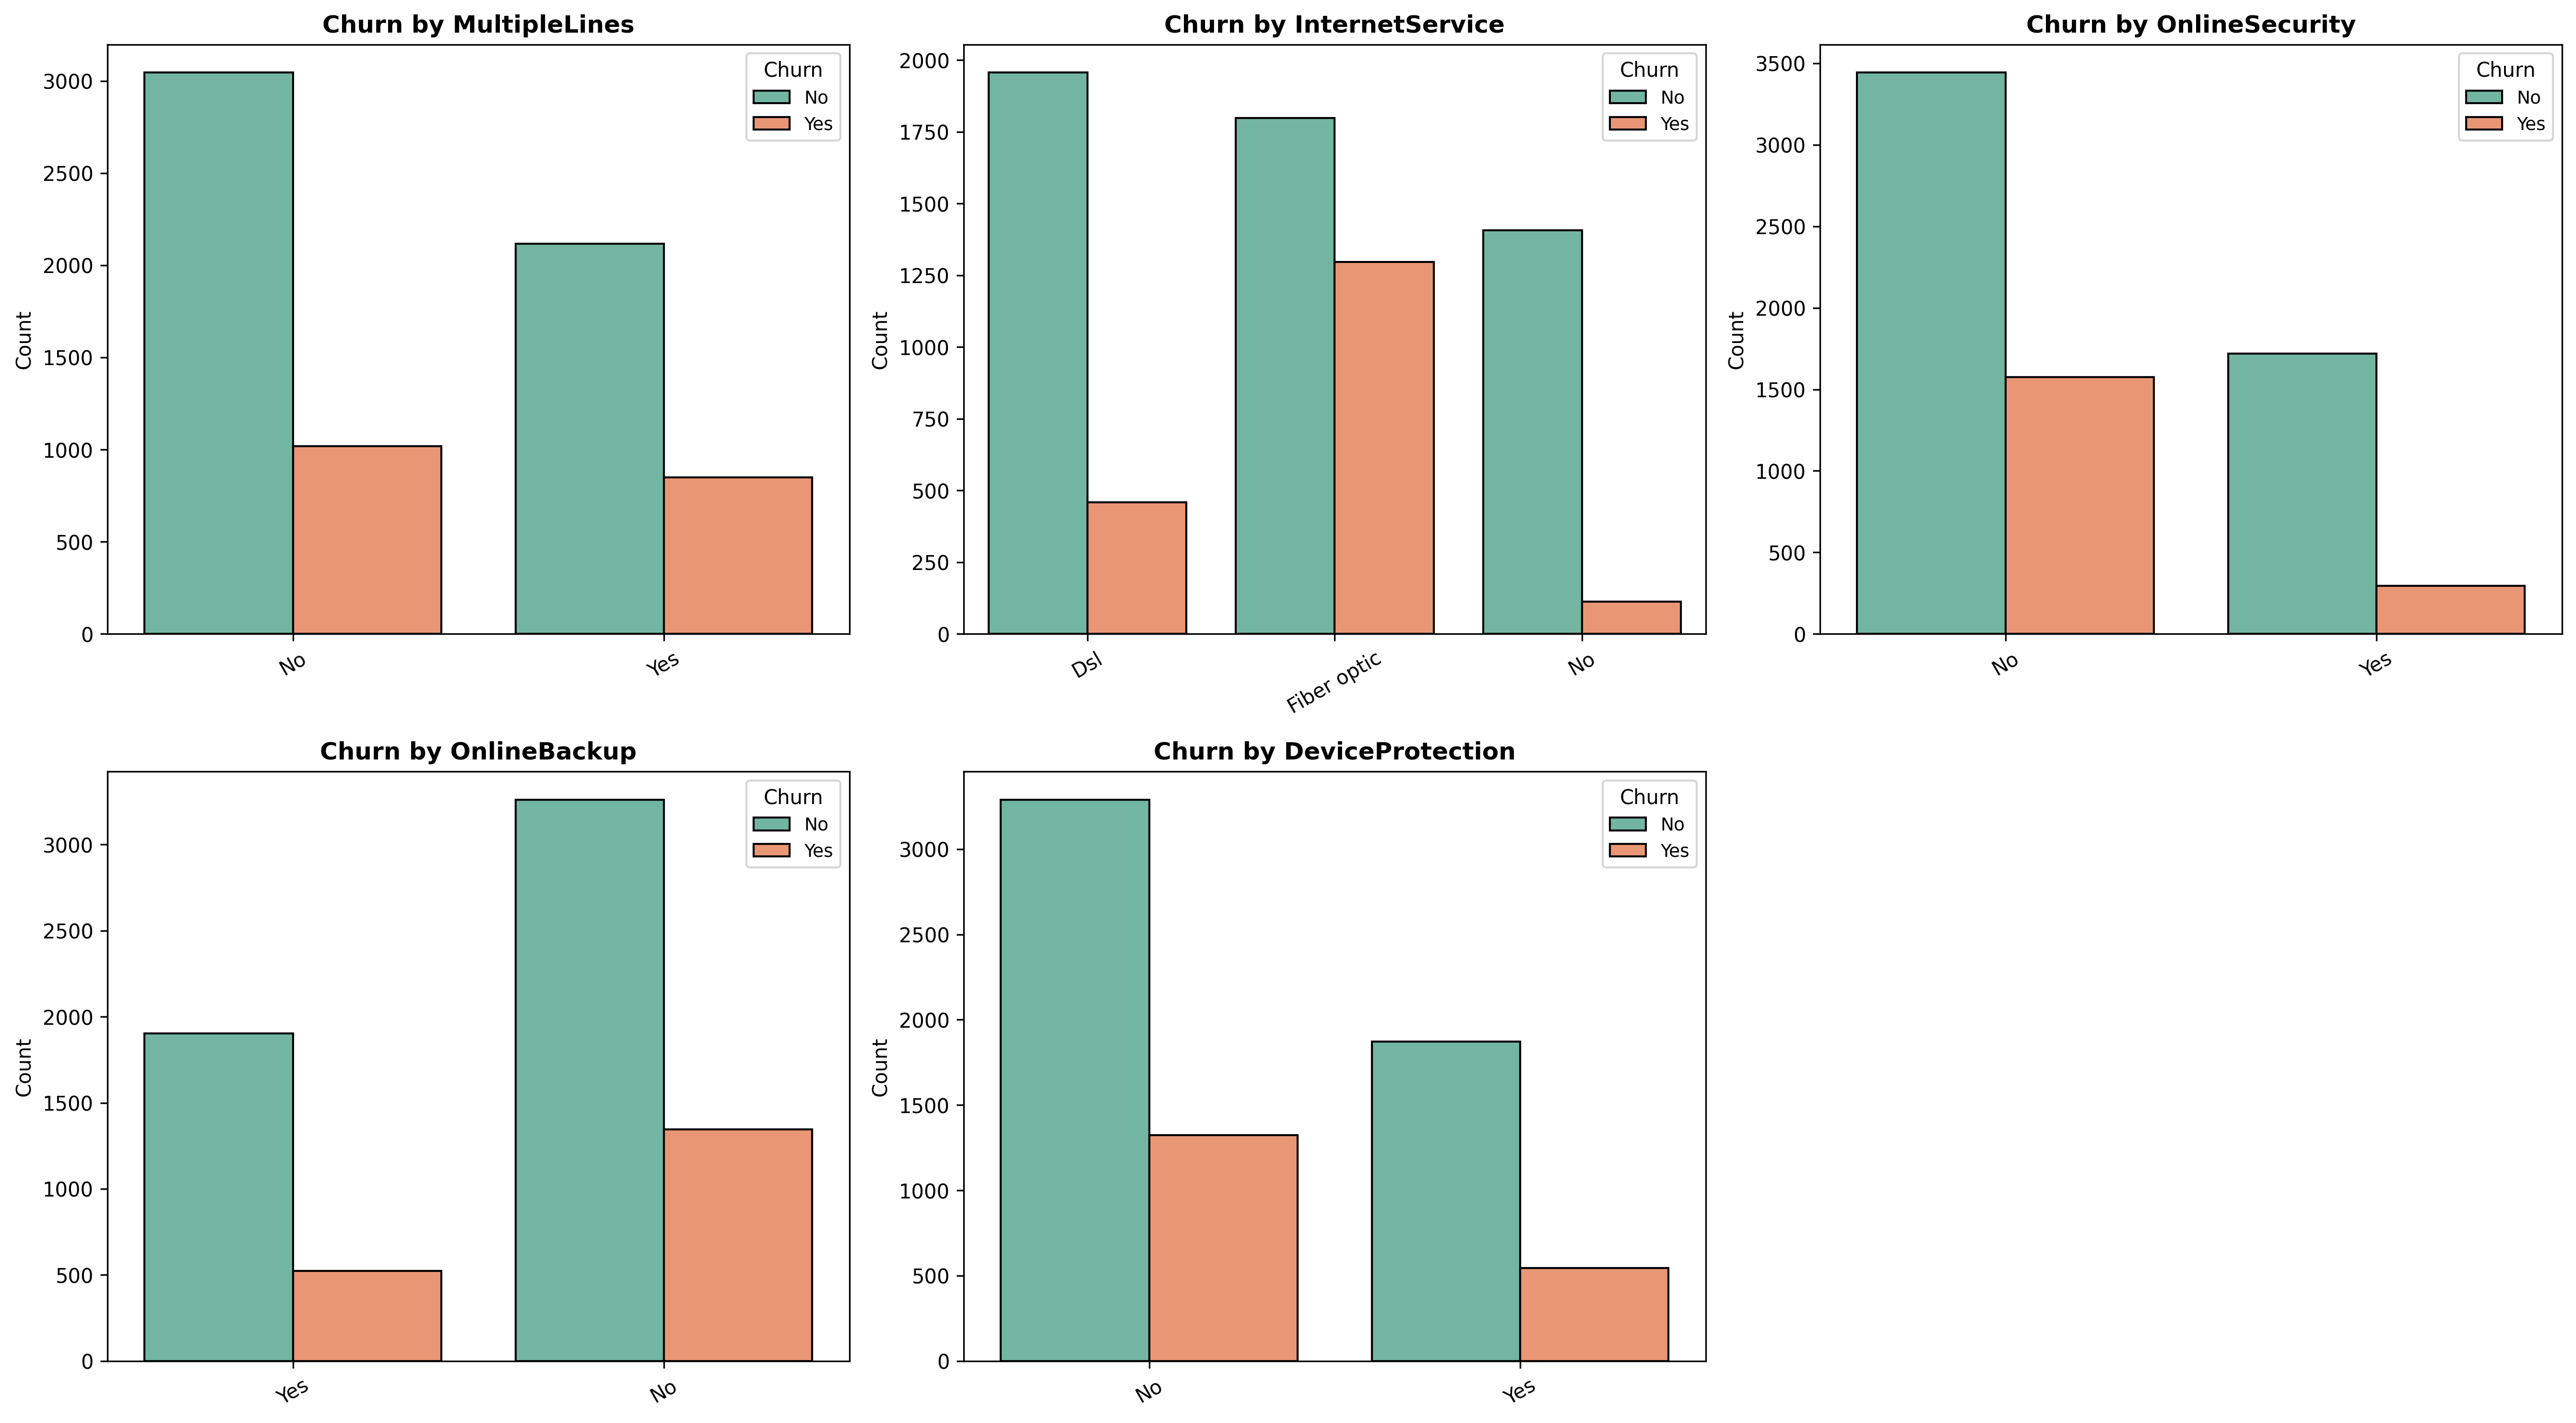 Churn by MultipleLines
Count
3000
2500
2000
1500
1000
500
0
No
Yes
Churn
No
Yes
Churn by InternetService
Count
2000
1750
1500
1250
1000
750
500
250
0
Dsl
Fiber optic
No
Churn
No
Yes
Churn by OnlineSecurity
Count
3500
3000
2500
2000
1500
1000
500
0
No
Yes
Churn
No
Yes
Churn by OnlineBackup
Count
3000
2500
2000
1500
1000
500
0
Yes
No
Churn
No
Yes
Churn by DeviceProtection
Count
3000
2500
2000
1500
1000
500
0
No
Yes
Churn
No
Yes